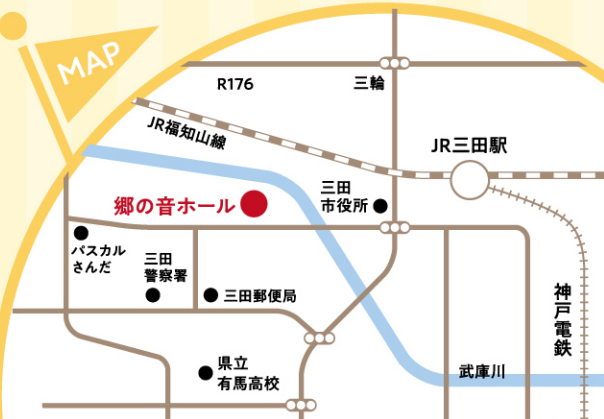 MAP
R176
三輪
JR福知山線
JR三田駅
三田
市役所
郷の音ホール
パスカル
さんだ
三田
警察署
三田郵便局
神戸電鉄
県立
有馬高校
武庫川